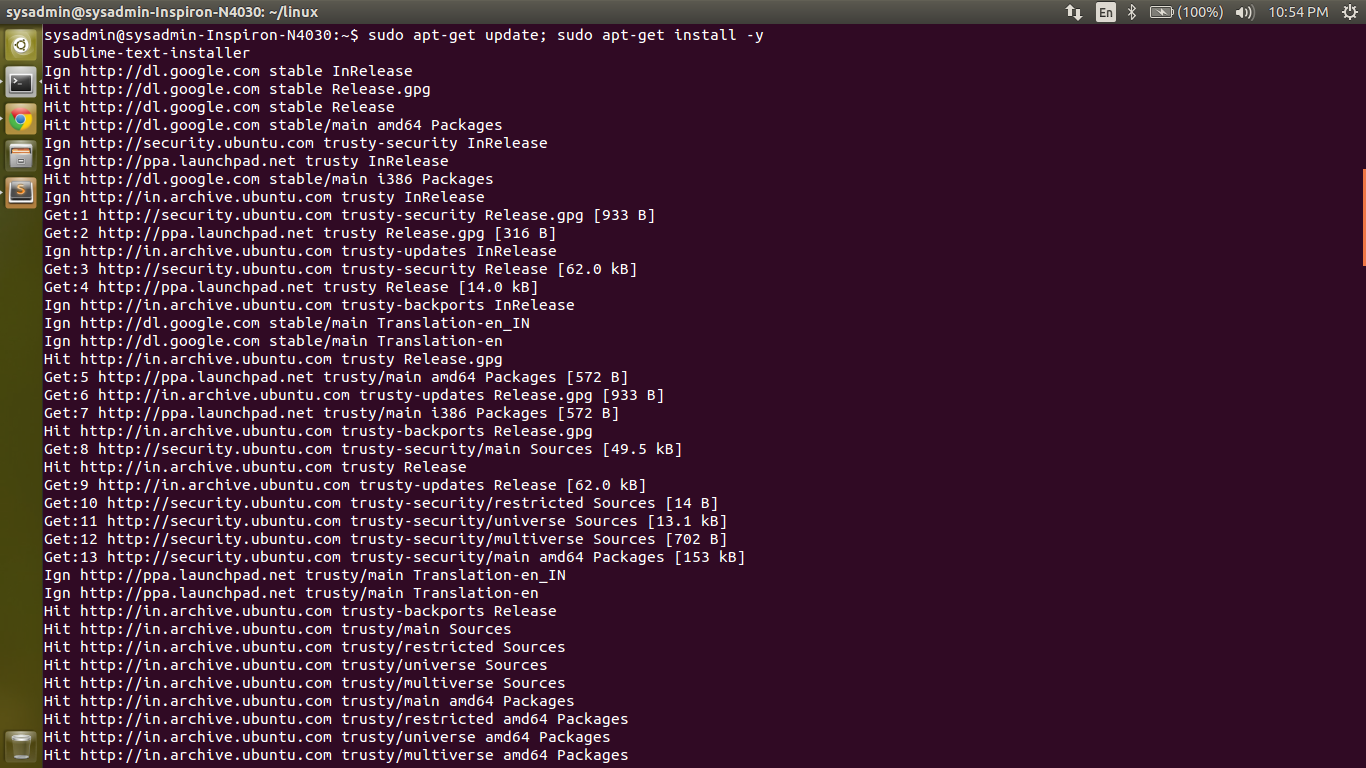 sysadmin@sysadmin-Inspiron-N4030: ~/linux
En
(100%)
10:54 PM
sysadmin@sysadmin-Inspiron-N4030:~$ sudo apt-get update; sudo apt-get install -y
sublime-text-installer
Ign http://dl.google.com stable InRelease
Hit http://dl.google.com stable Release.gpg
Hit http://dl.google.com stable Release
Hit http://dl.google.com stable/main amd64 Packages
Ign http://security.ubuntu.com trusty-security InRelease
Ign http://ppa.launchpad.net trusty InRelease
Hit http://dl.google.com stable/main i386 Packages
Ign http://in.archive.ubuntu.com trusty InRelease
Get:1 http://security.ubuntu.com trusty-security Release.gpg [933 B]
Get:2 http://ppa.launchpad.net trusty Release.gpg [316 B]
Ign http://in.archive.ubuntu.com trusty-updates InRelease
Get:3 http://security.ubuntu.com trusty-security Release [62.0 kB]
Get:4 http://ppa.launchpad.net trusty Release [14.0 kB]
Ign http://in.archive.ubuntu.com trusty-backports InRelease
Ign http://dl.google.com stable/main Translation-en_IN
Ign http://dl.google.com stable/main Translation-en
Hit http://in.archive.ubuntu.com trusty Release.gpg
Get:5 http://ppa.launchpad.net trusty/main amd64 Packages [572 B]
Get:6 http://in.archive.ubuntu.com trusty-updates Release.gpg [933 B]
Get:7 http://ppa.launchpad.net trusty/main i386 Packages [572 B]
Hit http://in.archive.ubuntu.com trusty-backports Release.gpg
Get:8 http://security.ubuntu.com trusty-security/main Sources [49.5 kB]
Hit http://in.archive.ubuntu.com trusty Release
Get:9 http://in.archive.ubuntu.com trusty-updates Release [62.0 kB]
Get:10 http://security.ubuntu.com trusty-security/restricted Sources [14 B]
Get:11 http://security.ubuntu.com trusty-security/universe Sources [13.1 kB]
Get:12 http://security.ubuntu.com trusty-security/multiverse Sources [702 B]
Get:13 http://security.ubuntu.com trusty-security/main amd64 Packages [153 kB]
Ign http://ppa.launchpad.net trusty/main Translation-en_IN
Ign http://ppa.launchpad.net trusty/main Translation-en
Hit http://in.archive.ubuntu.com trusty-backports Release
Hit http://in.archive.ubuntu.com trusty/main Sources
Hit http://in.archive.ubuntu.com trusty/restricted Sources
Hit http://in.archive.ubuntu.com trusty/universe Sources
Hit http://in.archive.ubuntu.com trusty/multiverse Sources
Hit http://in.archive.ubuntu.com trusty/main amd64 Packages
Hit http://in.archive.ubuntu.com trusty/restricted amd64 Packages
Hit http://in.archive.ubuntu.com trusty/universe amd64 Packages
Hit http://in.archive.ubuntu.com trusty/multiverse amd64 Packages